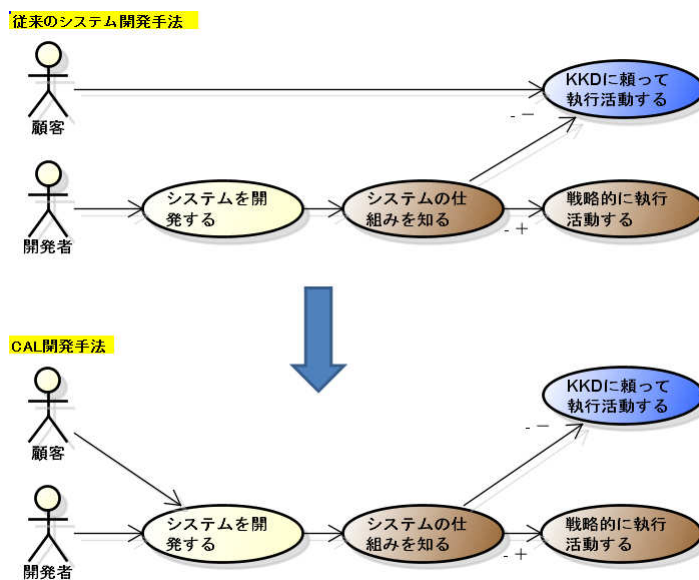 従来のシステム開発手法
KKDに頼って
執行活動する
- −
顧客
システムを開
発する
システムの仕
組みを知る
戦略的に執行
活動する
- +
開発者
CAL開発手法
KKDに頼って
執行活動する
- −
顧客
システムを開
発する
システムの仕
組みを知る
戦略的に執行
活動する
- +
開発者